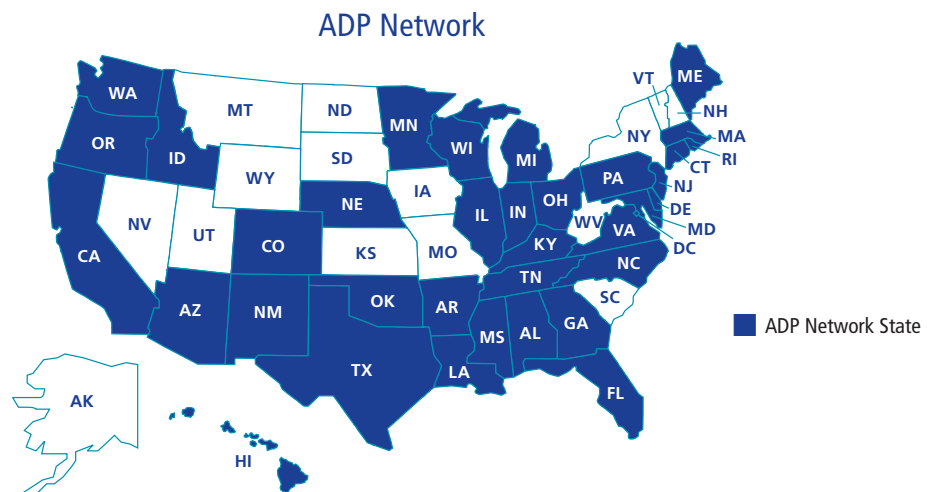 ADP Network
WA
MT
ND
MN
VT
ME
NH
OR
ID
SD
WI
MI
NY
MA
RI
CT
WY
IA
PA
NJ
NE
IL
IN
OH
DE
NV
UT
CO
KS
MO
KY
WV
VA
MD
DC
CA
AZ
NM
OK
AR
TN
NC
SC
MS
AL
GA
ADP Network State
TX
LA
FL
AK
HI